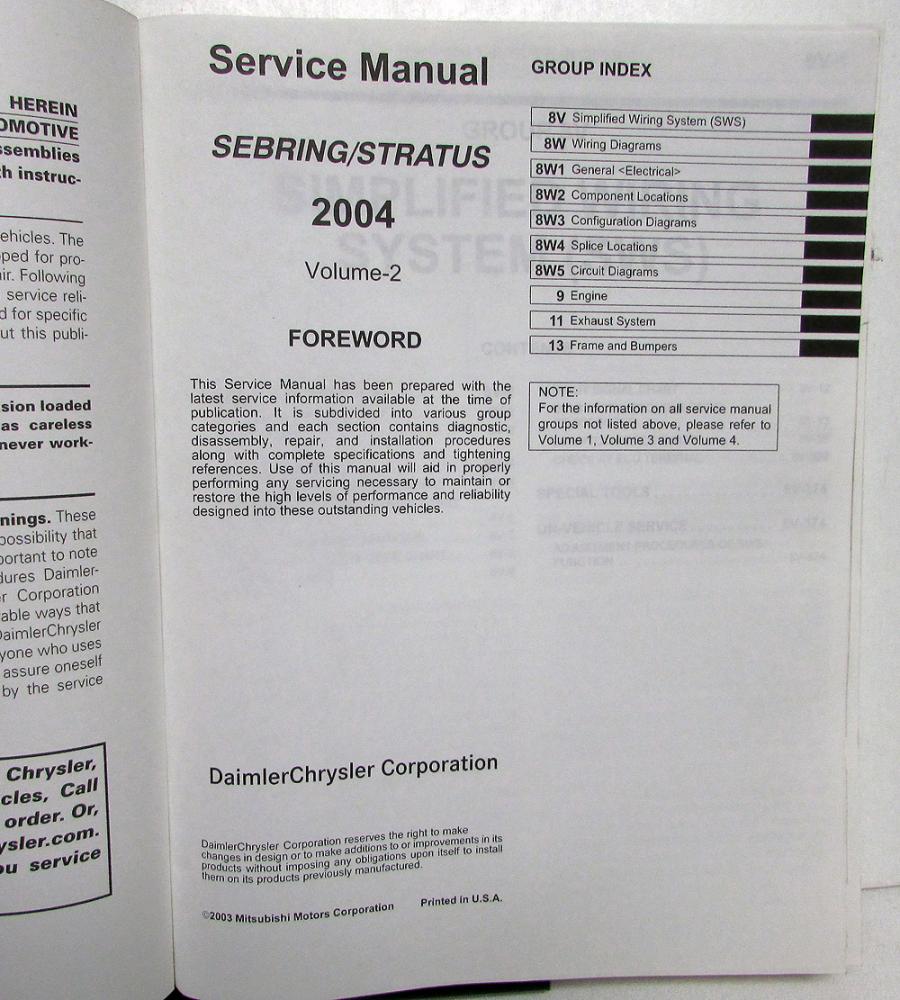 HEREIN
OMOTIVE
ssemblies
th instruc-
ehicles. The
ped for pro-
ir. Following
service reli-
d for specific
ut this publi-
sion loaded
as careless
never work-
nings. These
possibility that
portant to note
dures Daimler-
r Corporation
able ways that
DaimlerChrysler
yone who uses
assure oneself
by the service
Chrysler,
cles, Call
order. Or,
ysler.com.
ou service
Service Manual
SEBRING/STRATUS
2004
Volume-2
FOREWORD
This Service Manual has been prepared with the
latest service information available at the time of
publication. It is subdivided into various group
categories and each section contains diagnostic,
disassembly, repair, and installation procedures
along with complete specifications and tightening
references. Use of this manual will aid in properly
performing any servicing necessary to maintain or
restore the high levels of performance and reliability
designed into these outstanding vehicles.
DaimlerChrysler Corporation
DaimlerChrysler Corporation reserves the right to make
changes in design or to make additions to or improvements in its
products without imposing any obligations upon itself to install
them on its products previously manufactured.
©2003 Mitsubishi Motors Corporation Printed in U.S.A.
GROUP INDEX
8V Simplified Wiring System (SWS)
8W Wiring Diagrams
8W1 General <Electrical>
8W2 Component Locations
8W3 Configuration Diagrams
8W4 Splice Locations
8W5 Circuit Diagrams
9 Engine
11 Exhaust System
13 Frame and Bumpers
NOTE:
For the information on all service manual
groups not listed above, please refer to
Volume 1, Volume 3 and Volume 4.